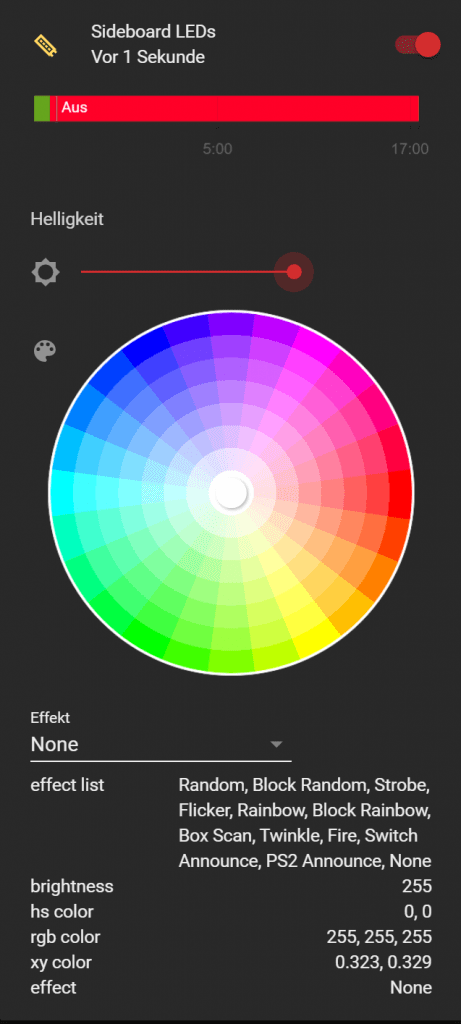 Sideboard LEDs
Vor 1 Sekunde
Aus
5:00
17:00
Helligkeit
Effekt
None
effect list Random, Block Random, Strobe,
Flicker, Rainbow, Block Rainbow,
Box Scan, Twinkle, Fire, Switch
Announce, PS2 Announce, None
brightness 255
hs color 0, 0
rgb color 255, 255, 255
xy color 0.323, 0.329
effect None